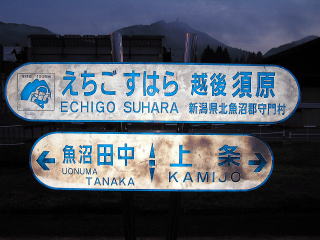 えちご すはら 越後 須原
ECHIGO SUHARA 新潟県北魚沼郡守門村
魚沼 田中 上条
UONUMA TANAKA KAMIJO